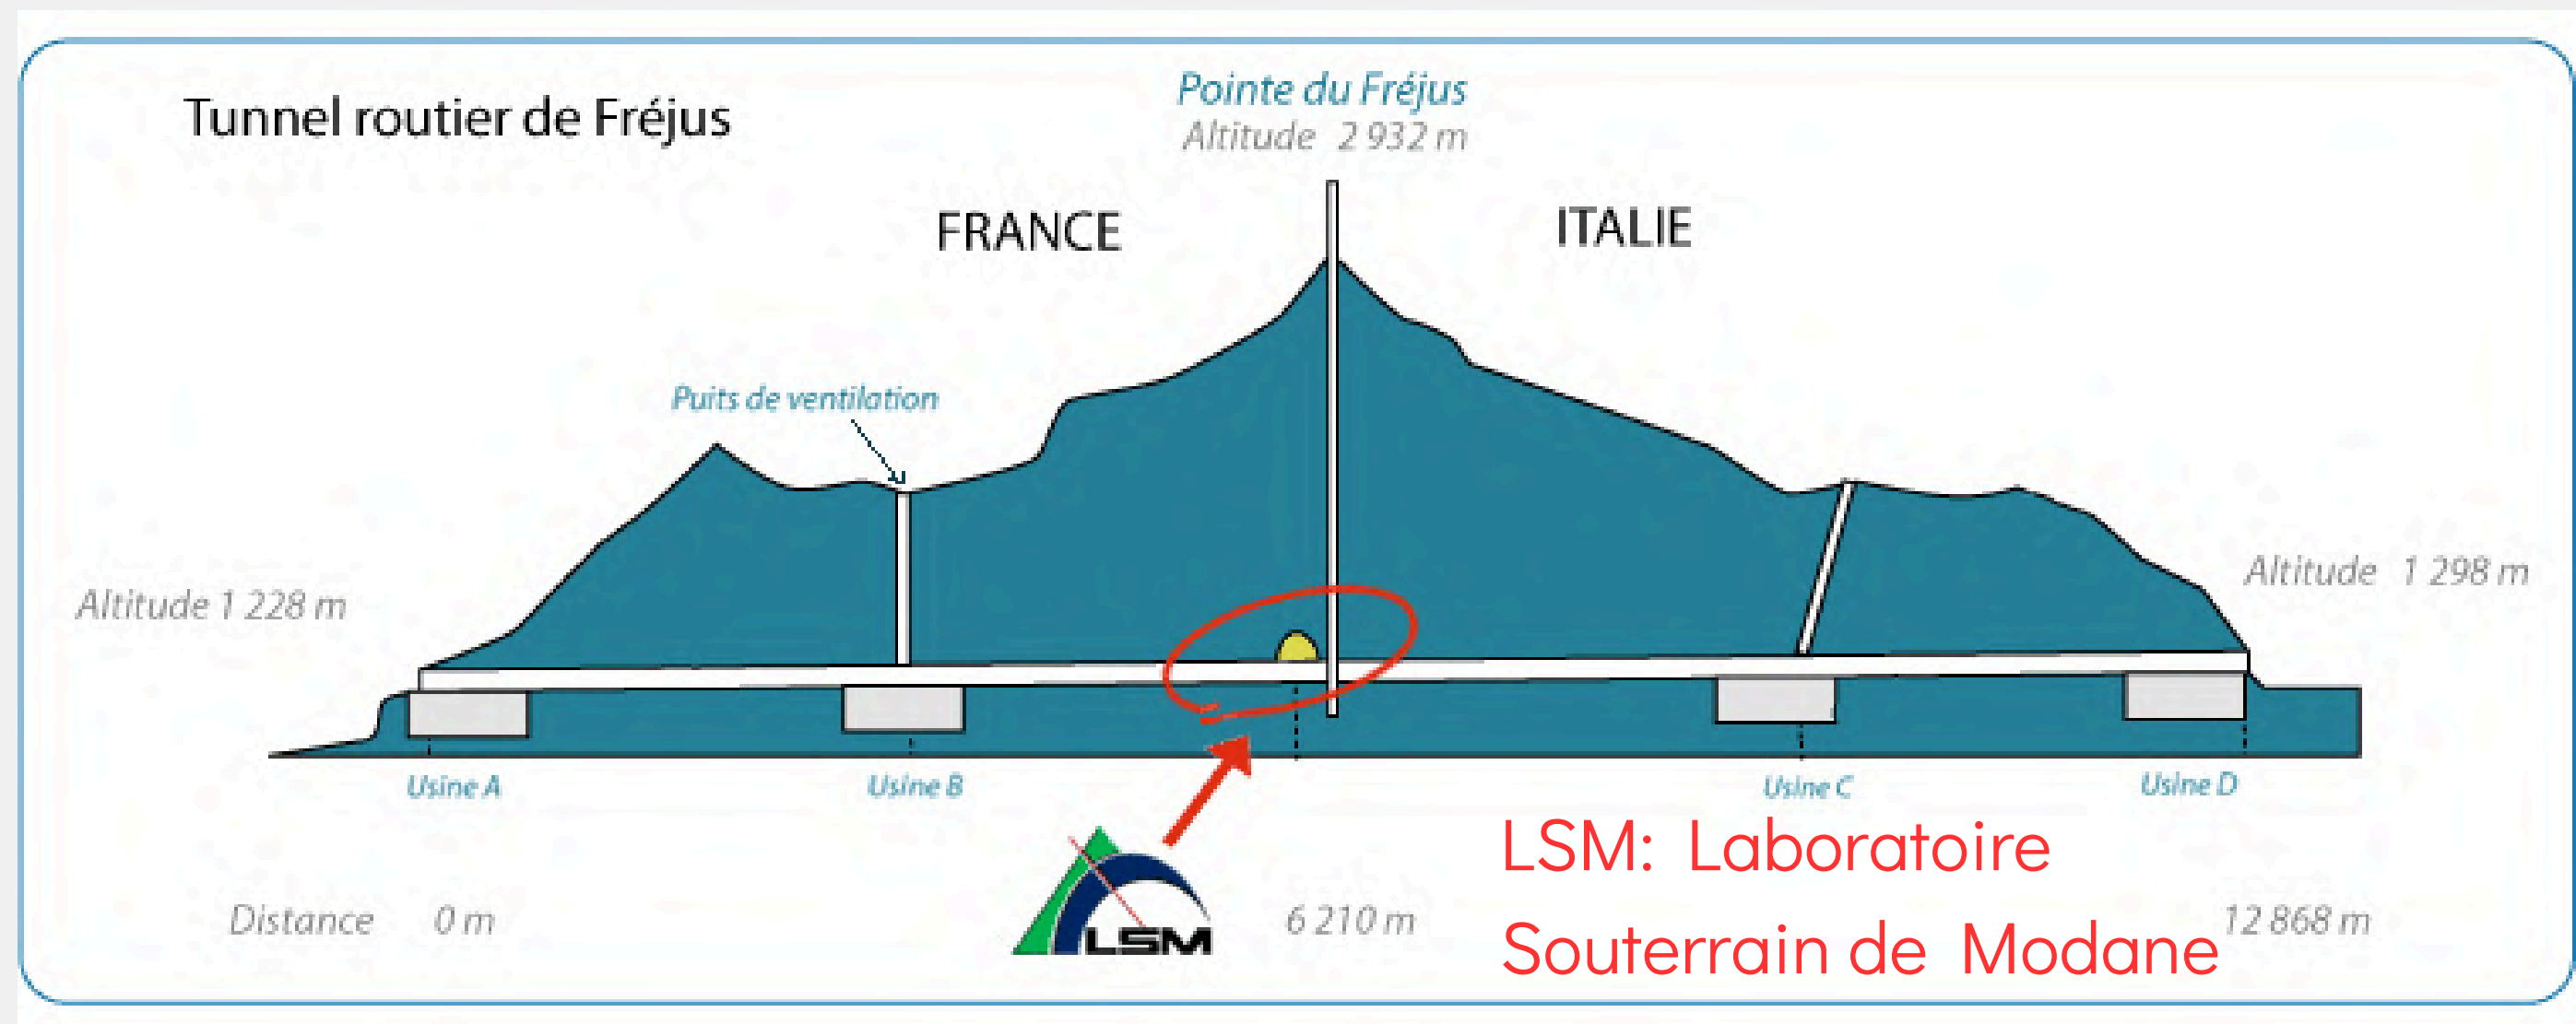 Tunnel routier de Fréjus
Pointe du Fréjus
Altitude 2 932 m
FRANCE
ITALIE
Puits de ventilation
Altitude 1 228 m
Altitude 1 298 m
Usine A
Usine B
Usine C
Usine D
LSM
LSM: Laboratoire
Souterrain de Modane
Distance 0 m
6 210 m
12 868 m